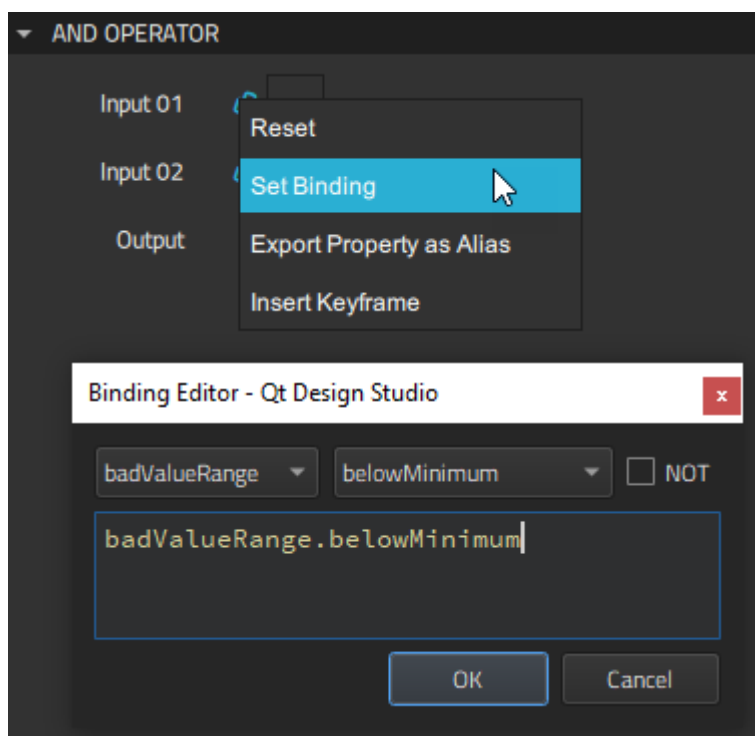 AND OPERATOR
Input 01
Reset
Input 02
Set Binding
Output
Export Property as Alias
Insert Keyframe
Binding Editor - Qt Design Studio
x
badValueRange belowMinimum NOT
badValueRange.belowMinimum
OK Cancel